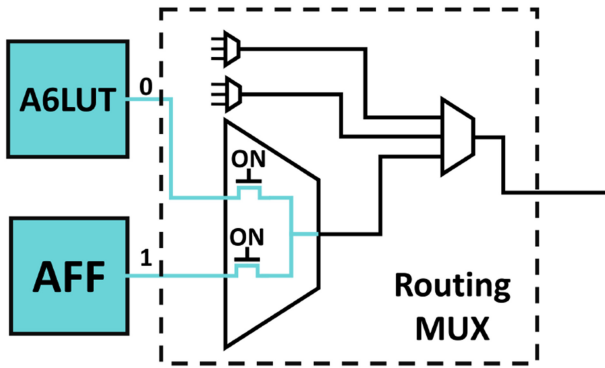 A6LUT
0
ON
ON
AFF
1
Routing
MUX